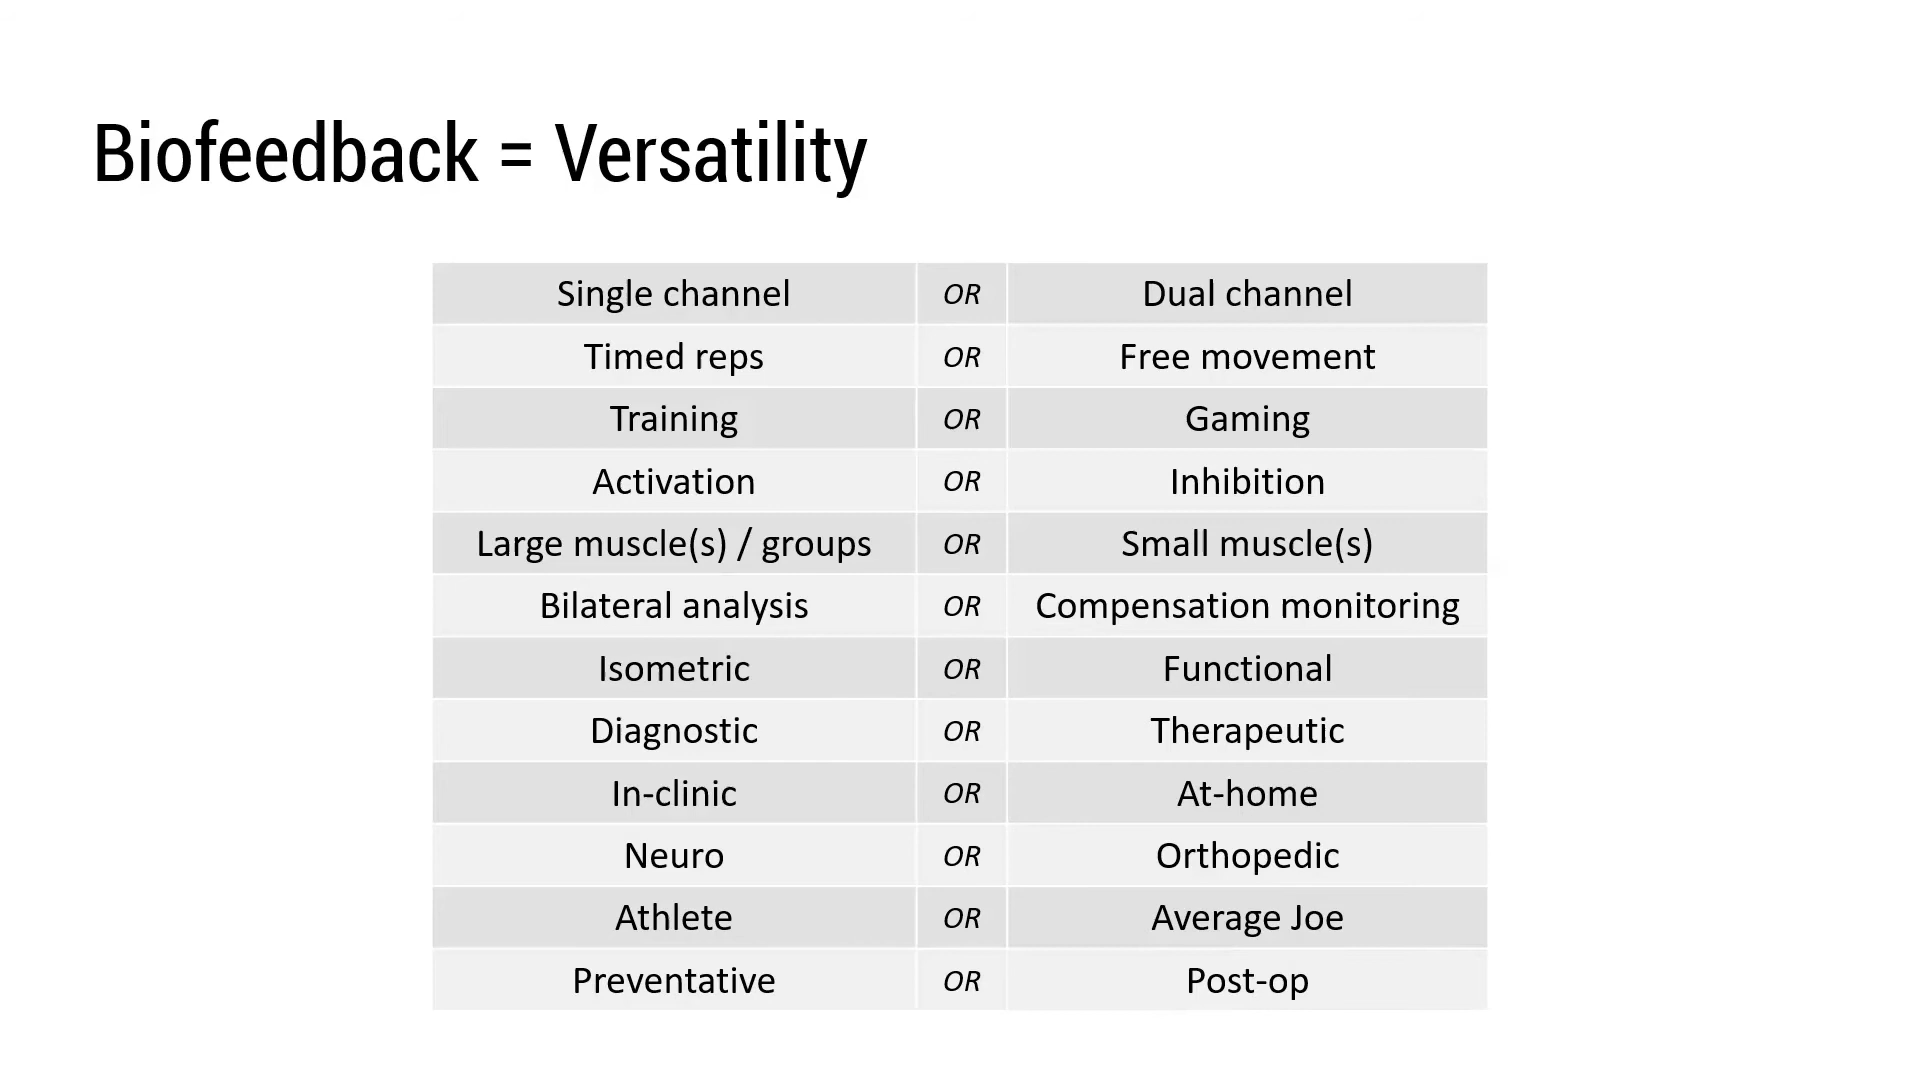 Biofeedback = Versatility
Single channel OR Dual channel
Timed reps OR Free movement
Training OR Gaming
Activation OR Inhibition
Large muscle(s) / groups OR Small muscle(s)
Bilateral analysis OR Compensation monitoring
Isometric OR Functional
Diagnostic OR Therapeutic
In-clinic OR At-home
Neuro OR Orthopedic
Athlete OR Average Joe
Preventative OR Post-op